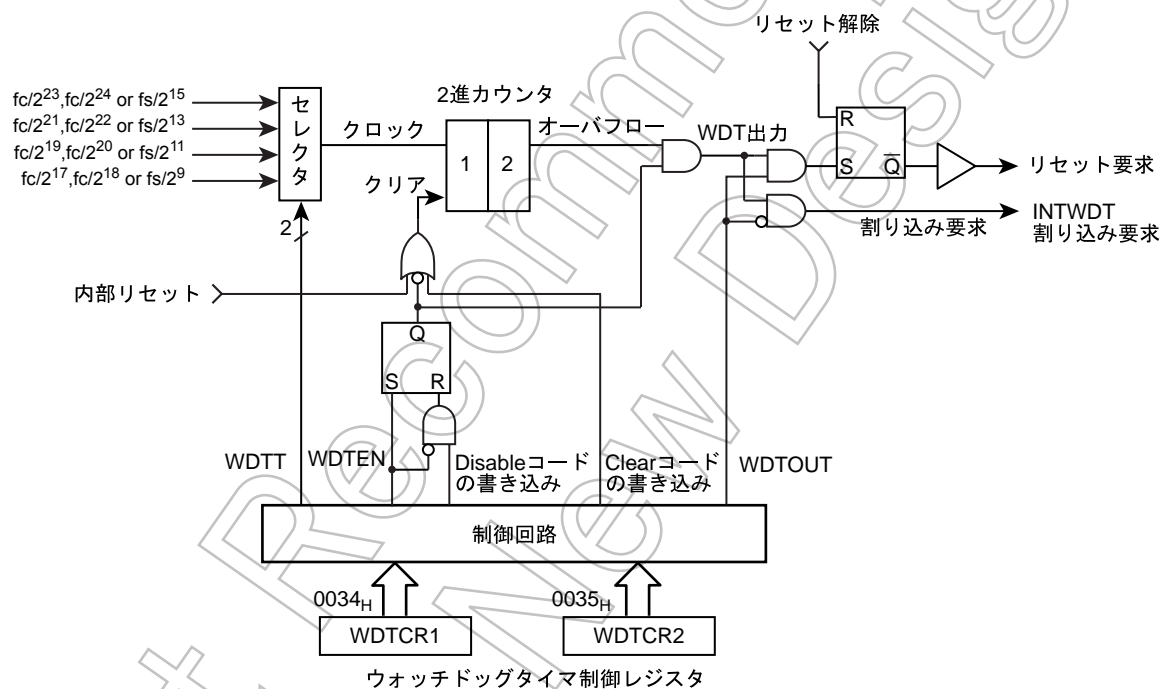 リセット解除
fc/2^23,fc/2^24 or fs/2^15
fc/2^21,fc/2^22 or fs/2^13
fc/2^19,fc/2^20 or fs/2^11
fc/2^17,fc/2^18 or fs/2^9
セレクタ
クロック
2進カウンタ
1 2
オーバフロー
WDT出力
R
S
Q̅
リセット要求
クリア
2
割り込み要求
INTWDT
割り込み要求
内部リセット
Q
S R
WDTT
WDTEN
Disableコード
の書き込み
Clearコード
の書き込み
WDTOUT
制御回路
0034H
0035H
WDTCR1
WDTCR2
ウォッチドッグタイマ制御レジスタ
Recomme
New Desig